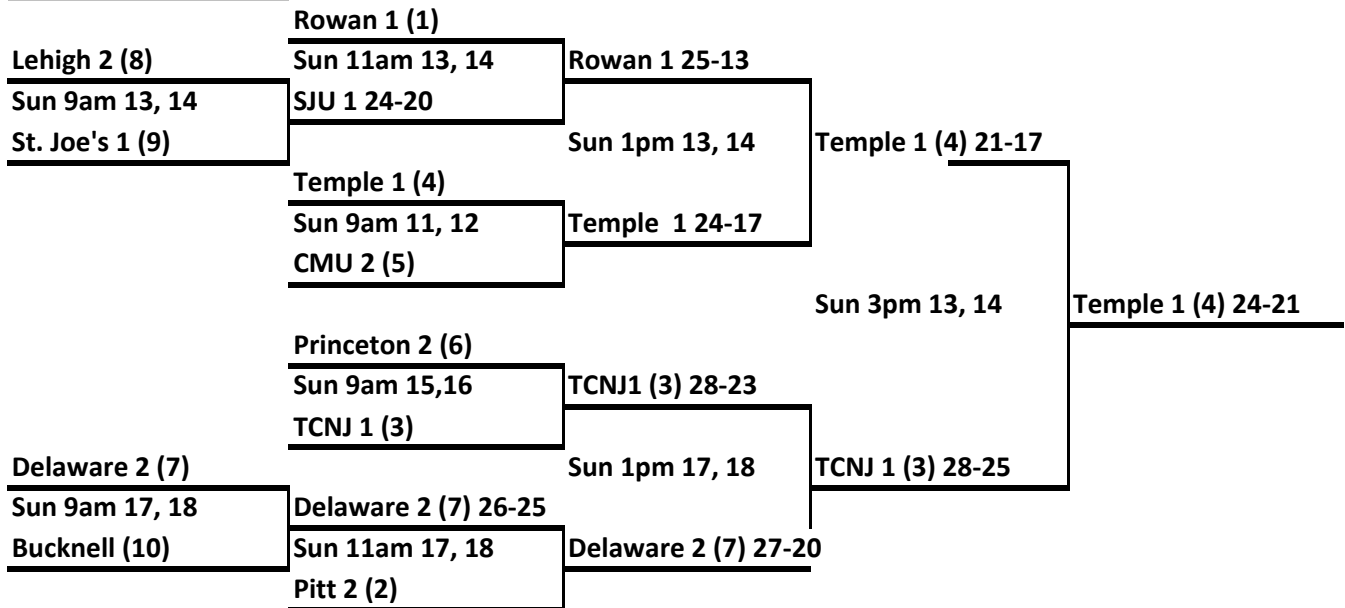 Rowan 1 (1)
Lehigh 2 (8)
Sun 11am 13, 14
Rowan 1 25-13
Sun 9am 13, 14
SJU 1 24-20
St. Joe's 1 (9)
Sun 1pm 13, 14
Temple 1 (4) 21-17
Temple 1 (4)
Sun 9am 11, 12
Temple  1 24-17
CMU 2 (5)
Sun 3pm 13, 14
Temple 1 (4) 24-21
Princeton 2 (6)
Sun 9am 15,16
TCNJ1 (3) 28-23
TCNJ 1 (3)
Delaware 2 (7)
Sun 1pm 17, 18
TCNJ 1 (3) 28-25
Sun 9am 17, 18
Delaware 2 (7) 26-25
Bucknell (10)
Sun 11am 17, 18
Delaware 2 (7) 27-20
Pitt 2 (2)